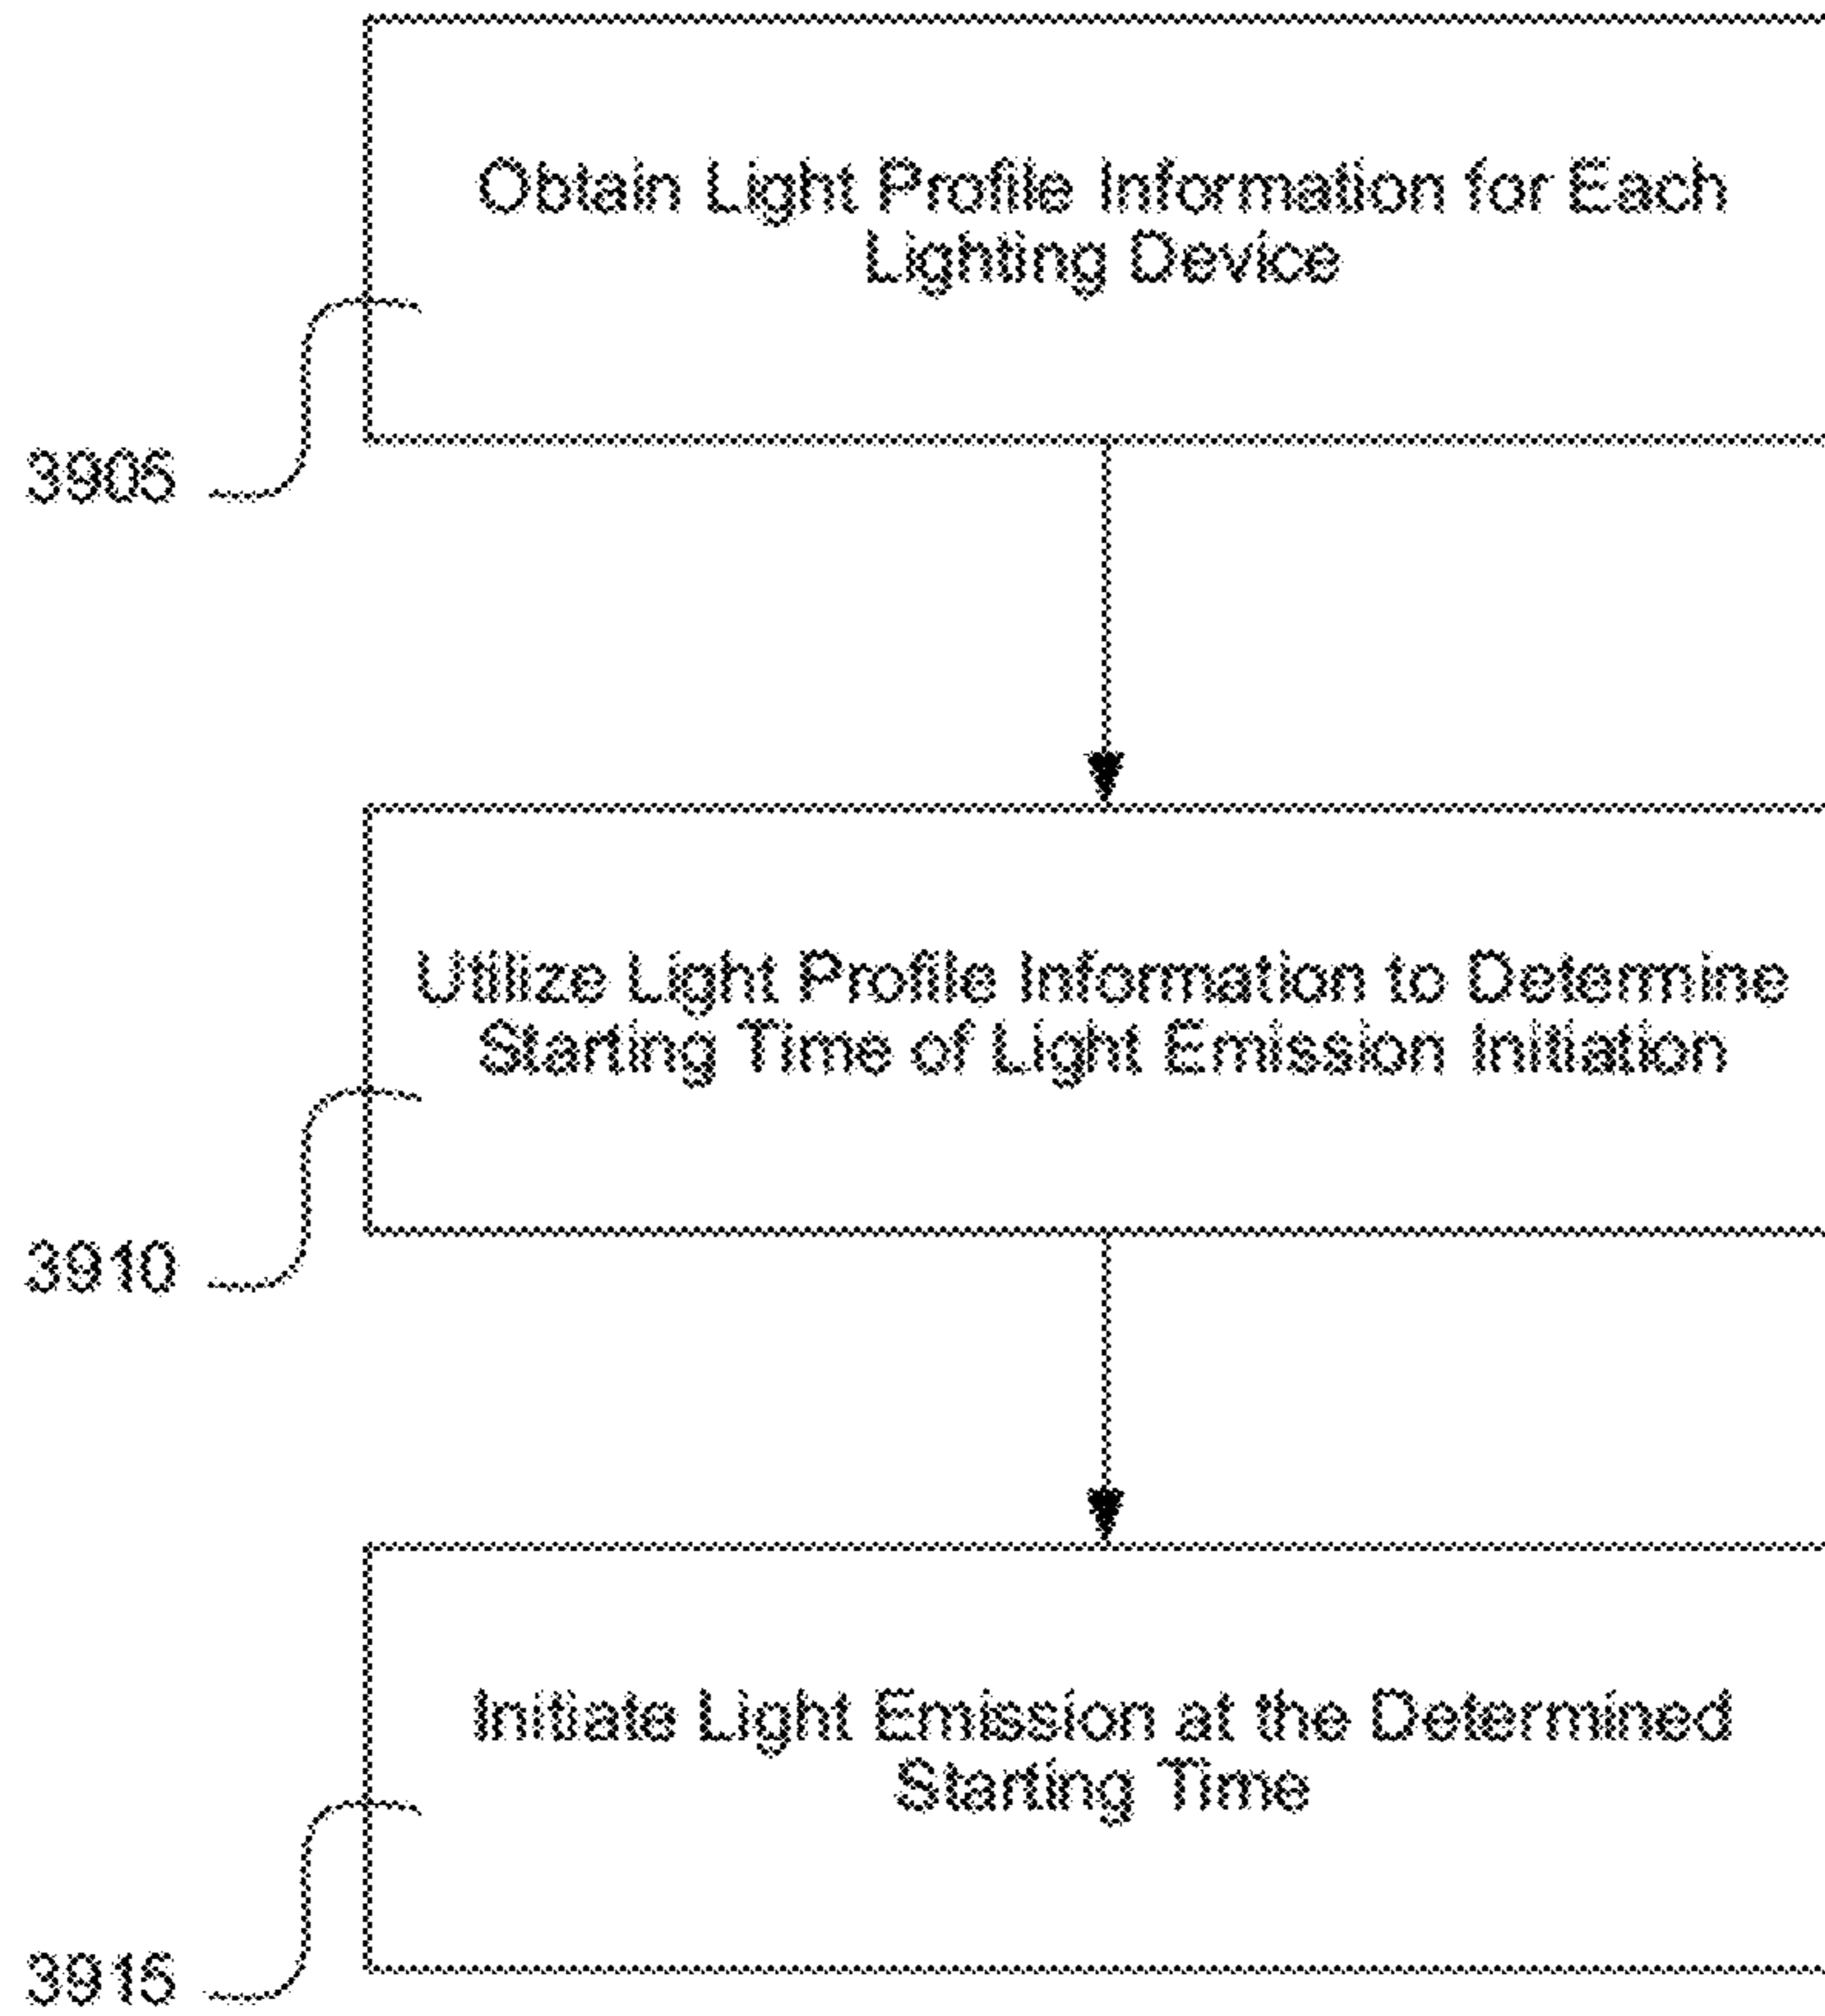 Obtain Light Profile Information for Each
Lighting Device
3905
Utilize Light Profile Information to Determine
Starting Time of Light Emission Initiation
3910
Initiate Light Emission at the Determined
Starting Time
3915